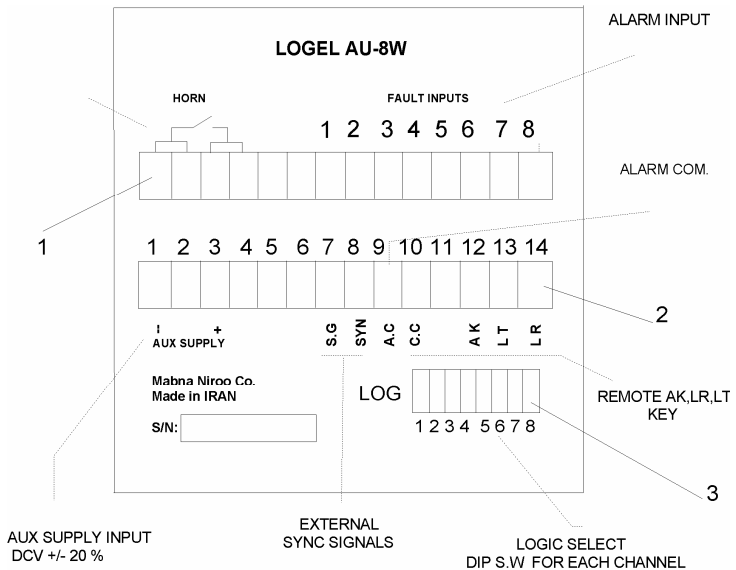 ALARM INPUT
LOGEL AU-8W
HORN
FAULT INPUTS
1 2 3 4 5 6 7 8
ALARM COM.
1
1 2 3 4 5 6 7 8 9 10 11 12 13 14
2
- +
AUX SUPPLY
S.G SYN A.C C.C A K L T L R
Mabna Niroo Co.
Made in IRAN
LOG
REMOTE AK,LR,LT
KEY
S/N:
1 2 3 4 5 6 7 8
3
AUX SUPPLY INPUT
DCV +/- 20 %
EXTERNAL
SYNC SIGNALS
LOGIC SELECT
DIP S.W FOR EACH CHANNEL